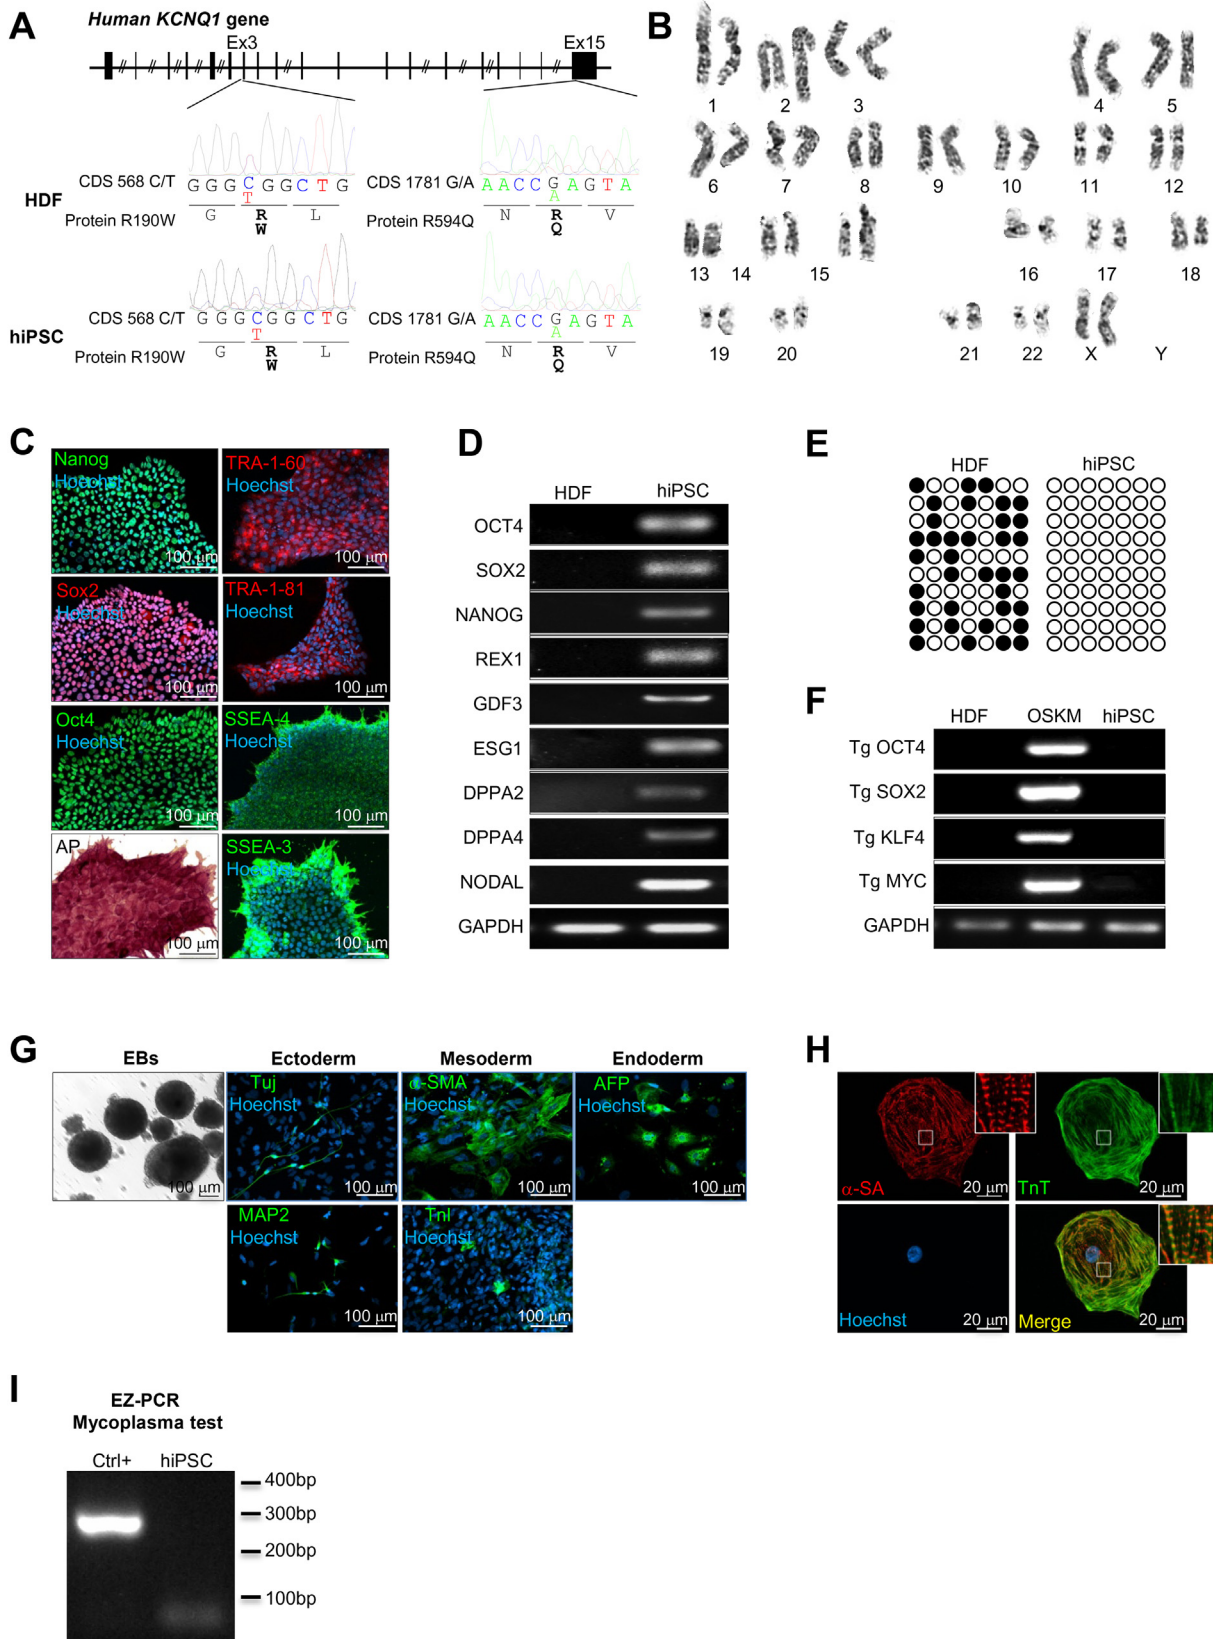 A
Human KCNQ1 gene
Ex3
Ex15
CDS 568 C/T
GGGCGGCTG
T
HDF
Protein R190W
G R L
W
CDS 1781 G/A
AACCGAGTA
A
Protein R594Q
N R V
Q
CDS 568 C/T
GGGCGGCTG
T
hiPSC
Protein R190W
G R L
W
CDS 1781 G/A
AACCGAGTA
A
Protein R594Q
N R V
Q
B
1 2 3 4 5
6 7 8 9 10 11 12
13 14 15 16 17 18
19 20 21 22 X Y
C
Nanog
Hoechst
100 µm
TRA-1-60
Hoechst
100 µm
Sox2
Hoechst
100 µm
TRA-1-81
Hoechst
100 µm
Oct4
Hoechst
100 µm
SSEA-4
Hoechst
100 µm
AP
100 µm
SSEA-3
Hoechst
100 µm
D
HDF hiPSC
OCT4
SOX2
NANOG
REX1
GDF3
ESG1
DPPA2
DPPA4
NODAL
GAPDH
E
HDF hiPSC
F
HDF OSKM hiPSC
Tg OCT4
Tg SOX2
Tg KLF4
Tg MYC
GAPDH
G
EBs
100 µm
Ectoderm
Tuj
Hoechst
100 µm
Mesoderm
α-SMA
Hoechst
100 µm
Endoderm
AFP
Hoechst
100 µm
MAP2
Hoechst
100 µm
TnI
Hoechst
100 µm
H
α-SA
20 µm
TnT
20 µm
Hoechst
20 µm
Merge
20 µm
I
EZ-PCR
Mycoplasma test
Ctrl+ hiPSC
400bp
300bp
200bp
100bp